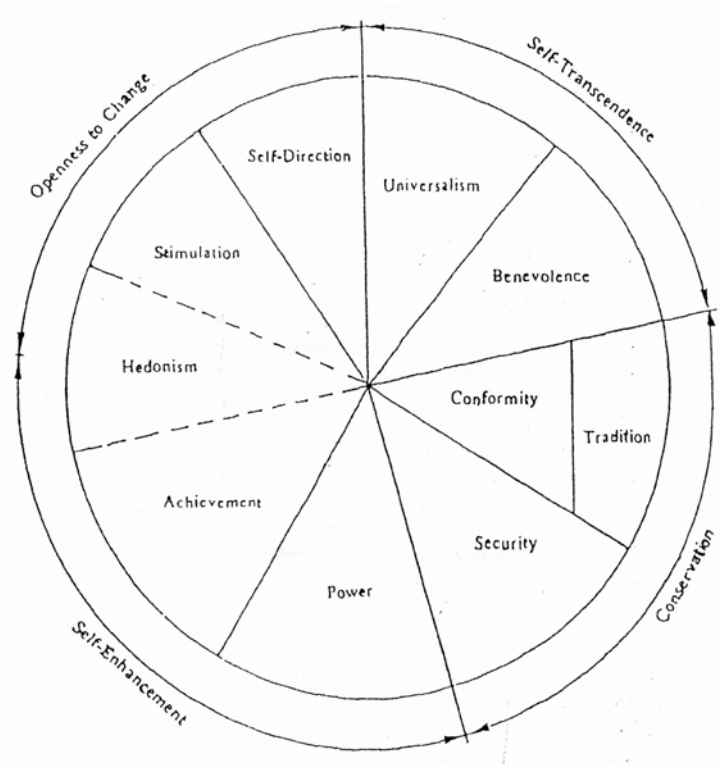 Openness to Change
Self-Transcendence
Self-Direction
Universalism
Stimulation
Benevolence
Hedonism
Conformity
Tradition
Achievement
Security
Power
Self-Enhancement
Conservation